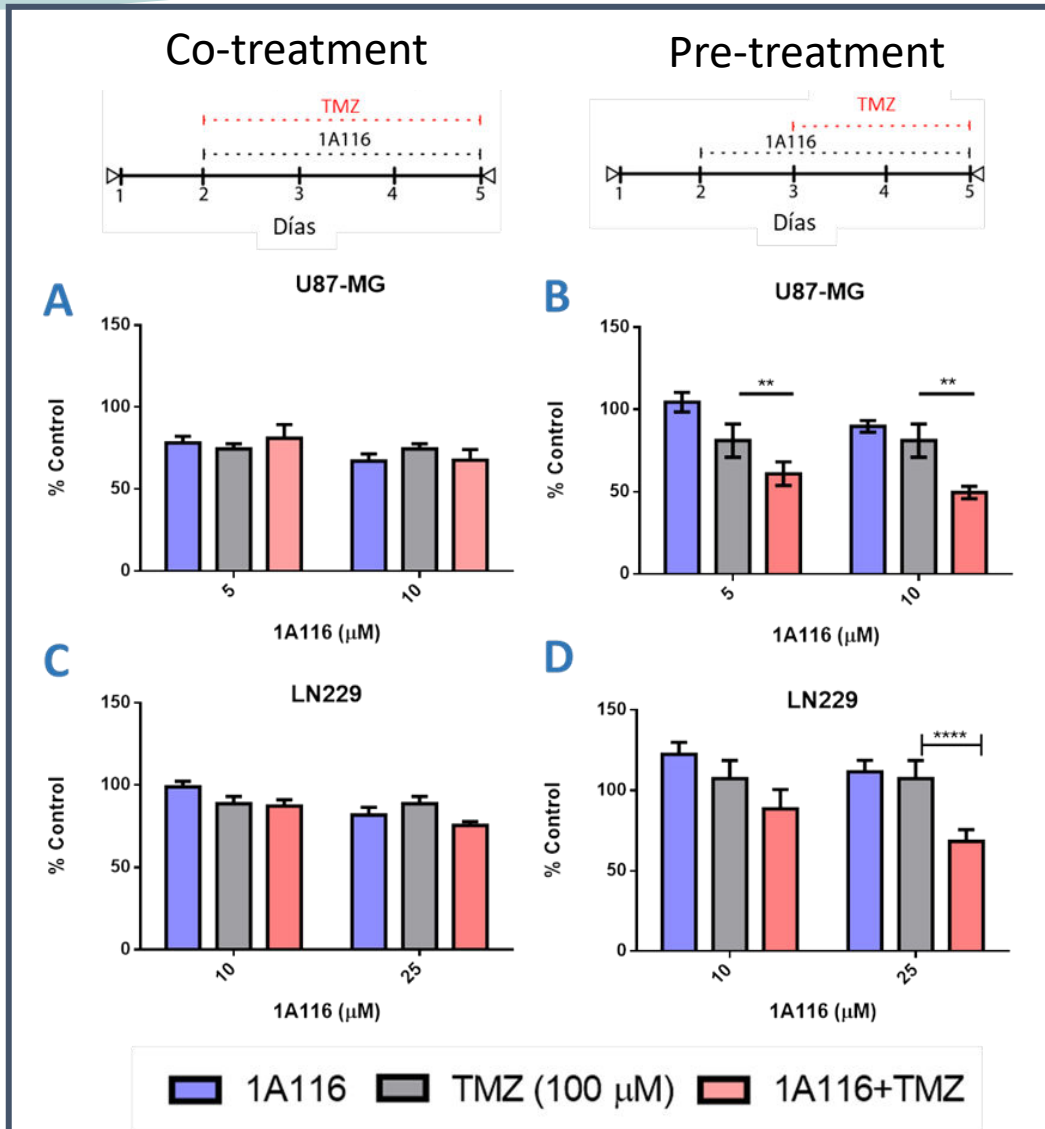 Co-treatment
Pre-treatment
TMZ
1A116
1 2 3 4 5
Días
TMZ
1A116
1 2 3 4 5
Días
A
U87-MG
150
100
50
0
% Control
5 10
1A116 (μM)
B
U87-MG
150
100
50
0
% Control
** **
5 10
1A116 (μM)
C
LN229
150
100
50
0
% Control
10 25
1A116 (μM)
D
LN229
150
100
50
0
% Control
****
10 25
1A116 (μM)
1A116 TMZ (100 μM) 1A116+TMZ